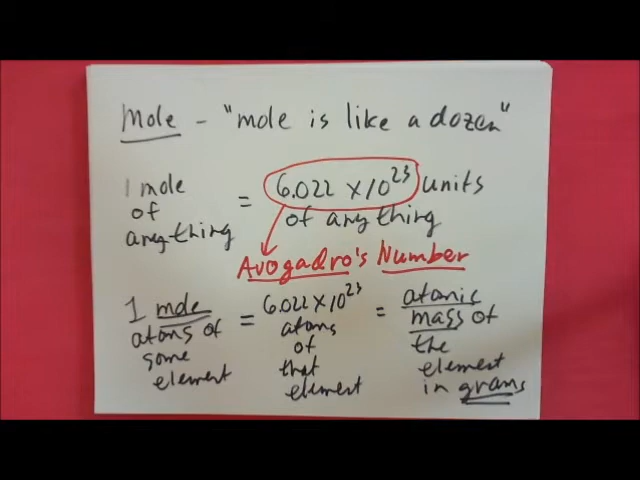 Mole - "mole is like a dozen"
1 mole of anything = 6.022 x 10^23 units of anything
Avogadro's Number
1 mole atoms of some element = 6.022 x 10^23 atoms of that element = atomic mass of the element in grams